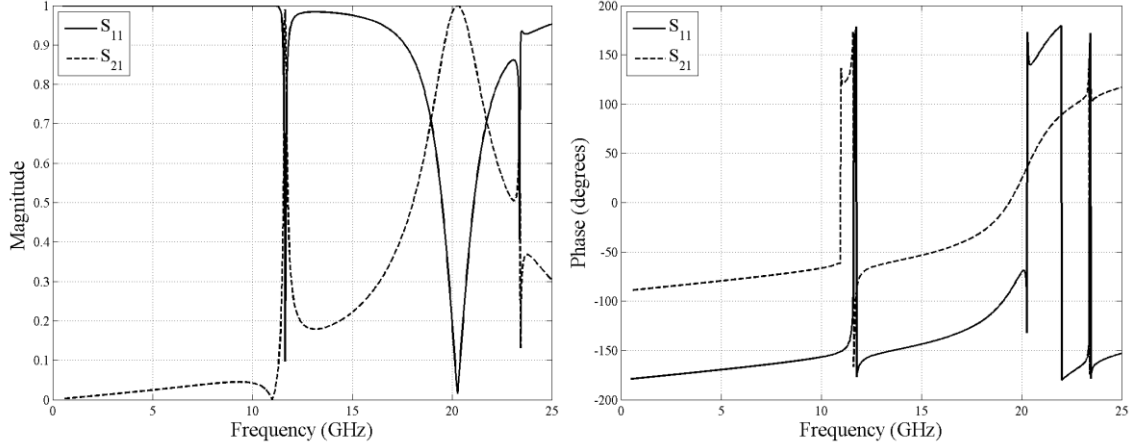 1
0.9
0.8
0.7
0.6
0.5
0.4
0.3
0.2
0.1
0
Magnitude
S11
S21
0 5 10 15 20 25
Frequency (GHz)
200
150
100
50
0
-50
-100
-150
-200
Phase (degrees)
S11
S21
0 5 10 15 20 25
Frequency (GHz)